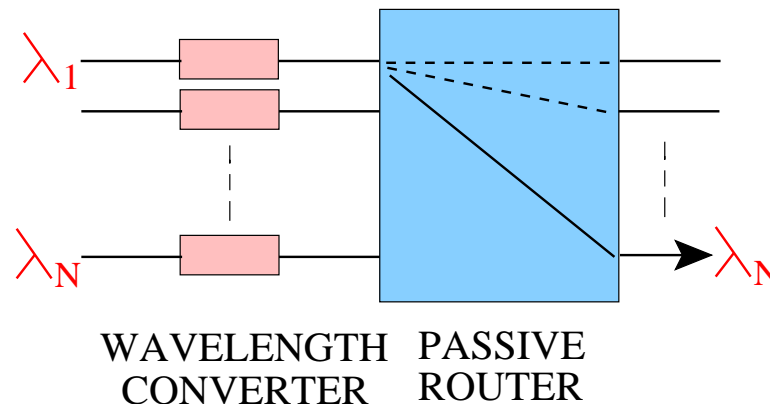 λ1
λN
λN
WAVELENGTH CONVERTER
PASSIVE ROUTER